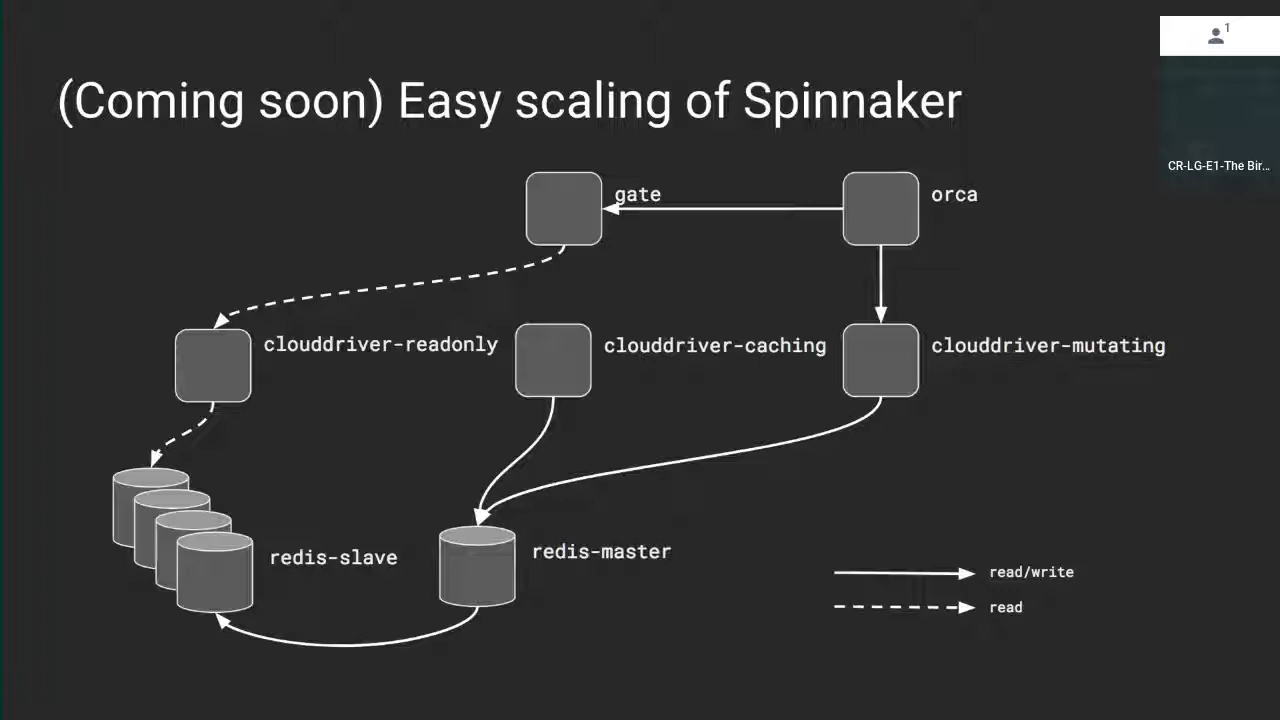 1
(Coming soon) Easy scaling of Spinnaker
CR-LG-E1-The Bir...
gate
orca
clouddriver-readonly
clouddriver-caching
clouddriver-mutating
redis-slave
redis-master
read/write
read